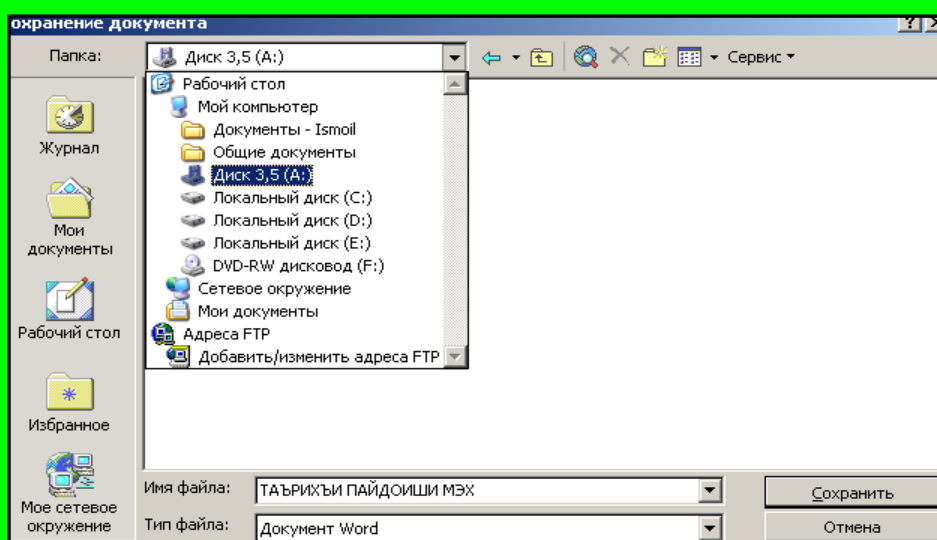 охранение документа
Папка:
Диск 3,5 (A:)
Сервис
Рабочий стол
Мой компьютер
Документы - Ismoil
Общие документы
Диск 3,5 (A:)
Локальный диск (C:)
Локальный диск (D:)
Локальный диск (E:)
DVD-RW дисковод (F:)
Сетевое окружение
Мои документы
Адреса FTP
Добавить/изменить адреса FTP
Журнал
Мои
документы
Рабочий стол
Избранное
Мое сетевое
окружение
Имя файла:
ТАЪРИХЪИ ПАЙДОИШИ МЭХ
Сохранить
Тип файла:
Документ Word
Отмена